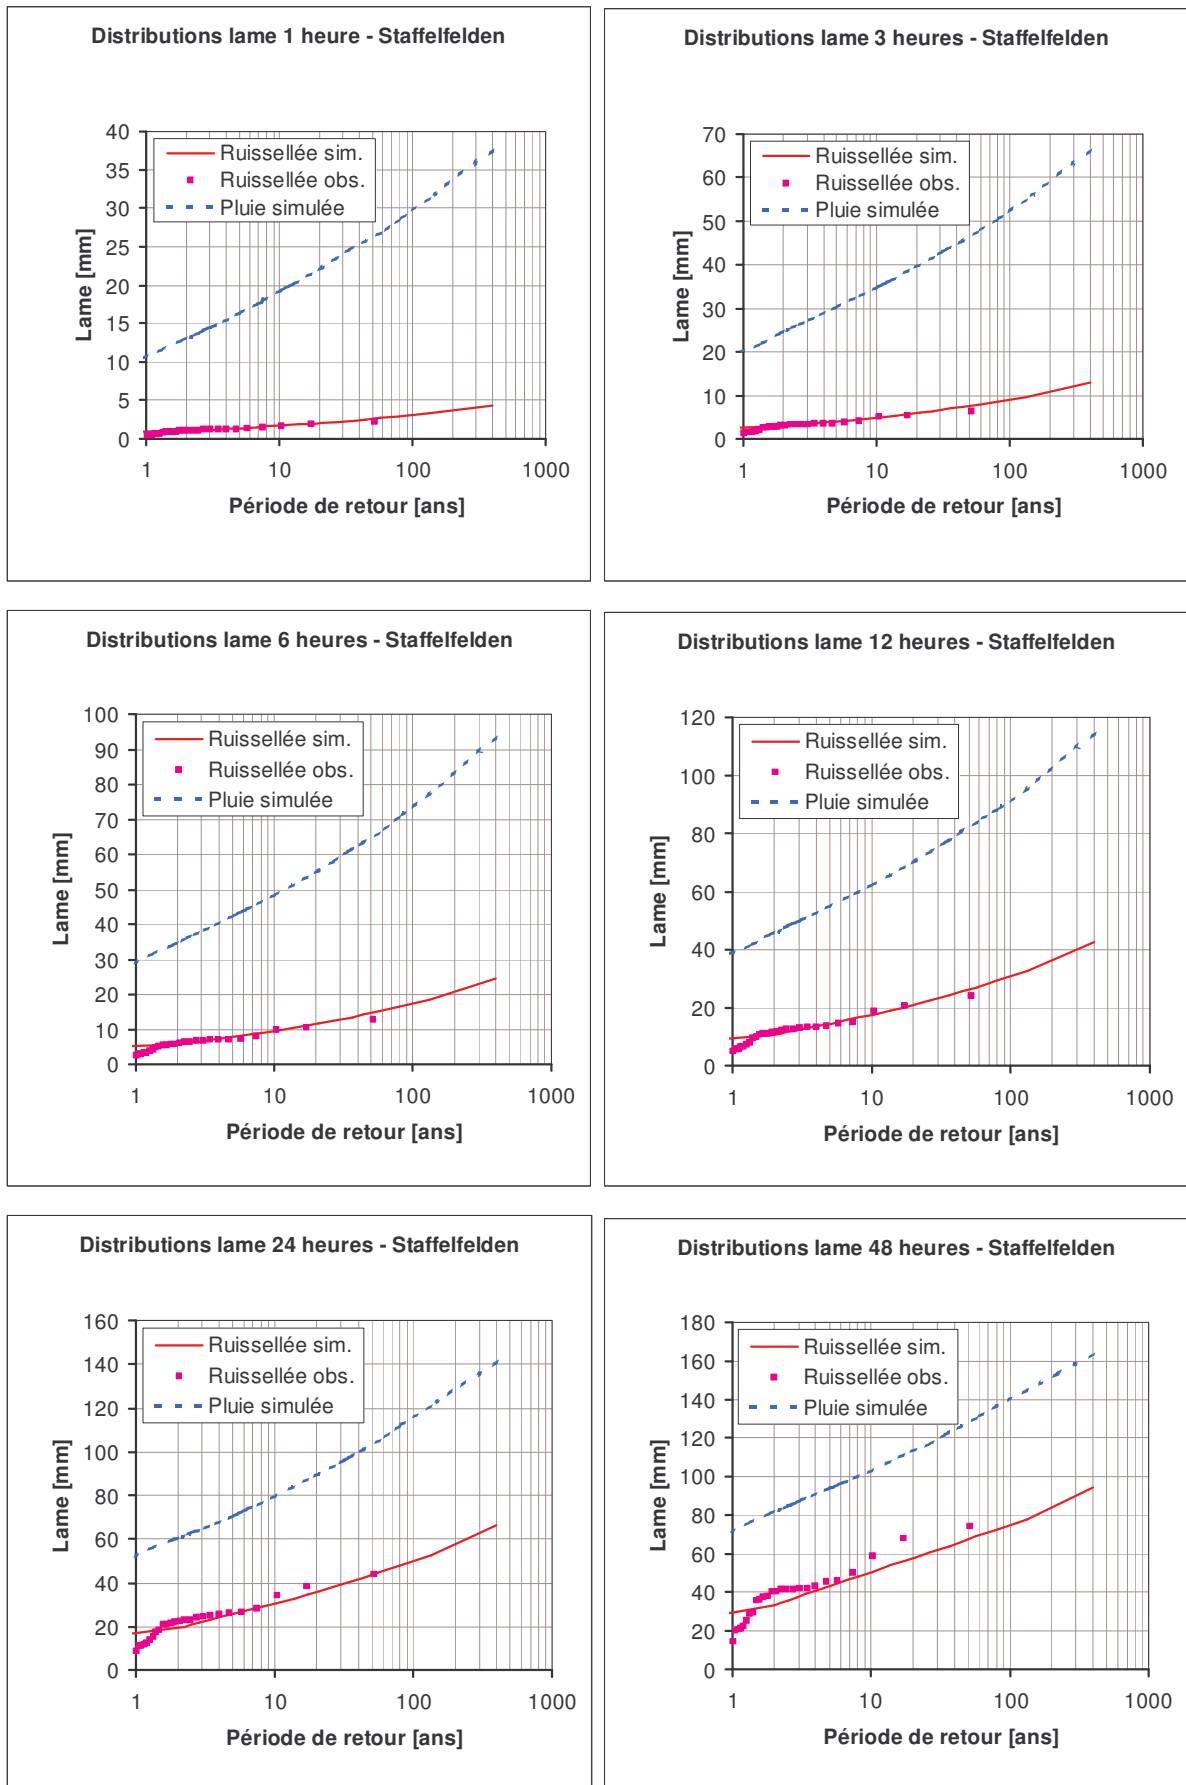 Distributions lame 1 heure - Staffelfelden
40
35
30
25
20
15
10
5
0
Lame [mm]
Ruissellée sim.
Ruissellée obs.
Pluie simulée
1 10 100 1000
Période de retour [ans]
Distributions lame 3 heures - Staffelfelden
70
60
50
40
30
20
10
0
Lame [mm]
Ruissellée sim.
Ruissellée obs.
Pluie simulée
1 10 100 1000
Période de retour [ans]
Distributions lame 6 heures - Staffelfelden
100
90
80
70
60
50
40
30
20
10
0
Lame [mm]
Ruissellée sim.
Ruissellée obs.
Pluie simulée
1 10 100 1000
Période de retour [ans]
Distributions lame 12 heures - Staffelfelden
120
100
80
60
40
20
0
Lame [mm]
Ruissellée sim.
Ruissellée obs.
Pluie simulée
1 10 100 1000
Période de retour [ans]
Distributions lame 24 heures - Staffelfelden
160
140
120
100
80
60
40
20
0
Lame [mm]
Ruissellée sim.
Ruissellée obs.
Pluie simulée
1 10 100 1000
Période de retour [ans]
Distributions lame 48 heures - Staffelfelden
180
160
140
120
100
80
60
40
20
0
Lame [mm]
Ruissellée sim.
Ruissellée obs.
Pluie simulée
1 10 100 1000
Période de retour [ans]